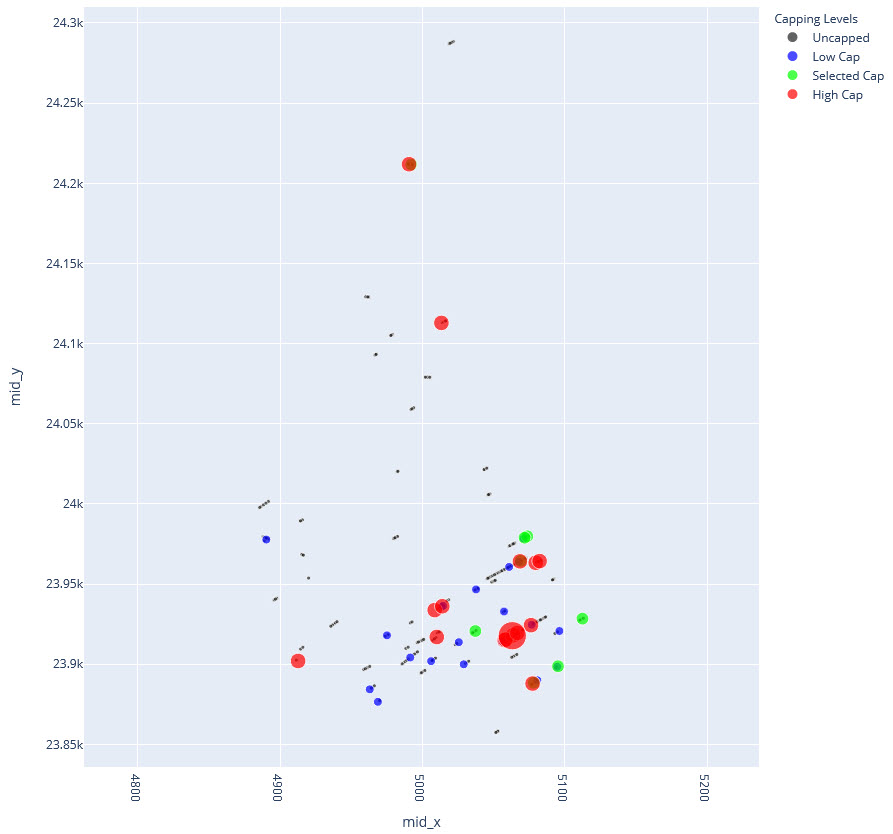 Capping Levels
Uncapped
Low Cap
Selected Cap
High Cap
24.3k
24.25k
24.2k
24.15k
24.1k
24.05k
24k
23.95k
23.9k
23.85k
mid_y
4800
4900
5000
5100
5200
mid_x